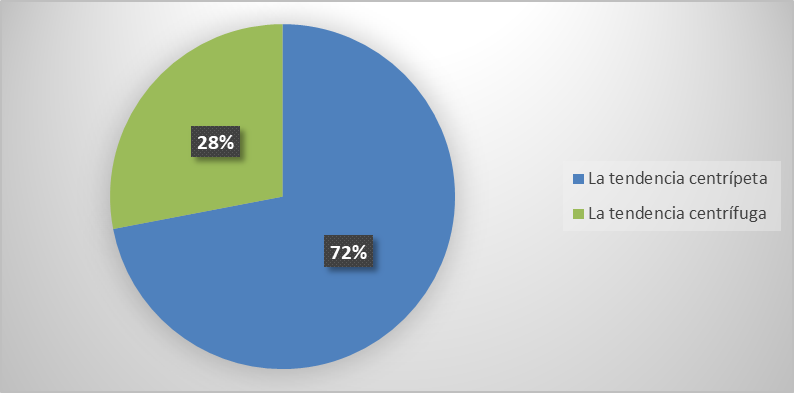 28%
72%
La tendencia centrípeta
La tendencia centrífuga